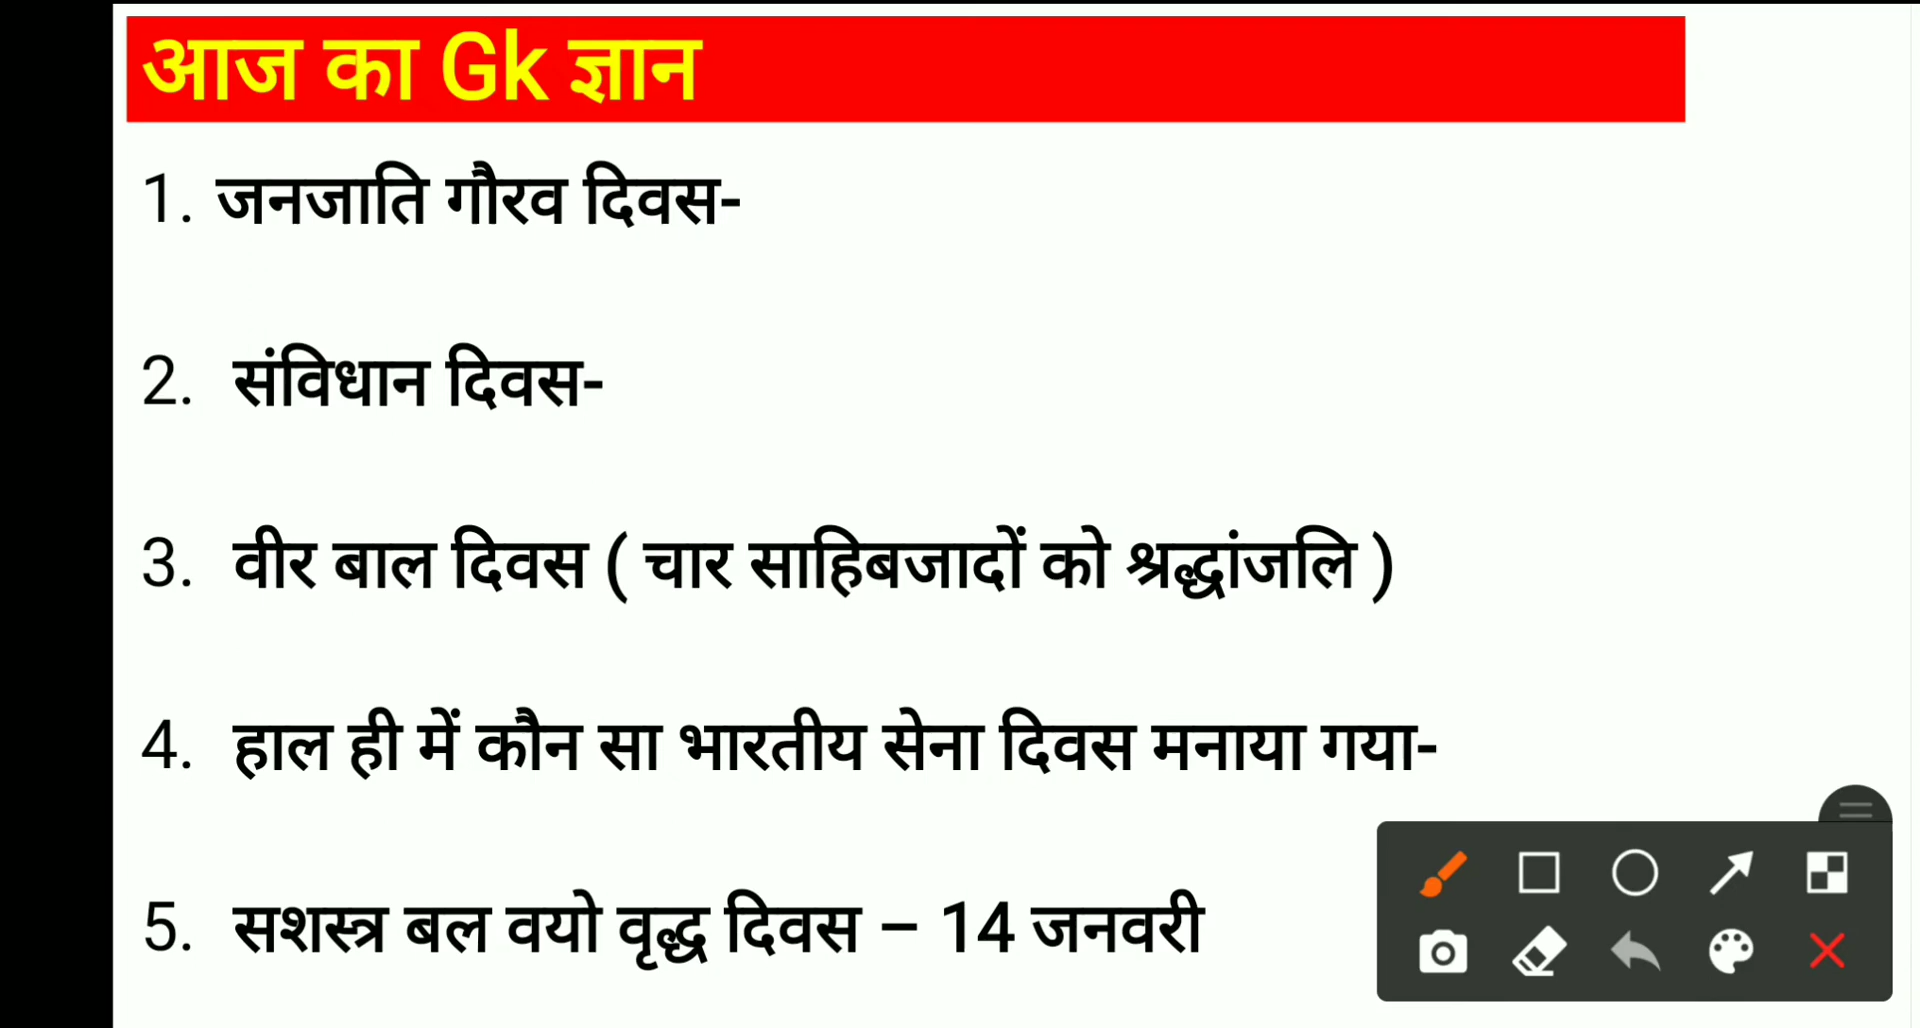 आज का Gk ज्ञान
1. जनजाति गौरव दिवस-
2. संविधान दिवस-
3. वीर बाल दिवस ( चार साहिबजादों को श्रद्धांजलि )
4. हाल ही में कौन सा भारतीय सेना दिवस मनाया गया-
5. सशस्त्र बल वयो वृद्ध दिवस – 14 जनवरी